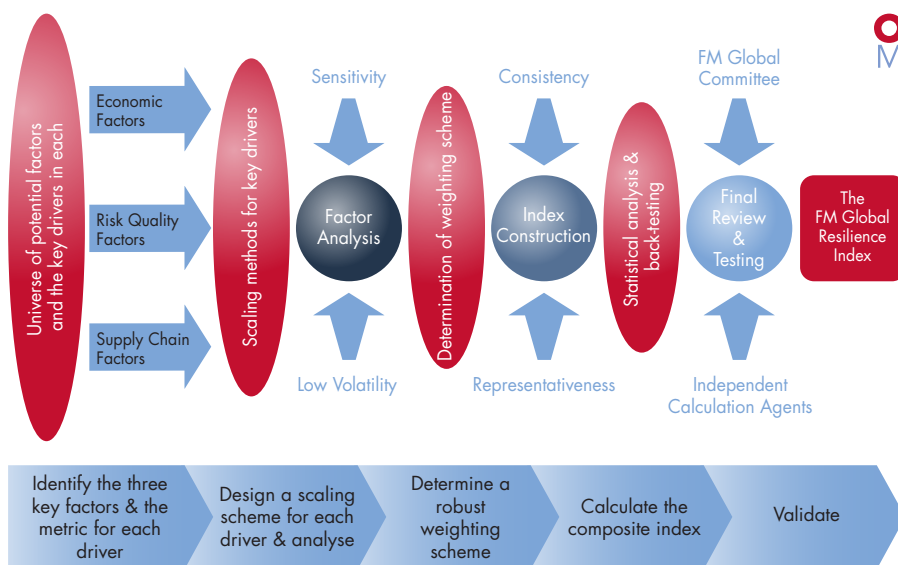 Universe of potential factors
and the key drivers in each
Economic
Factors
Risk Quality
Factors
Supply Chain
Factors
Scaling methods for key drivers
Sensitivity
Factor
Analysis
Low Volatility
Determination of weighting scheme
Consistency
Index
Construction
Representativeness
Statistical analysis &
back-testing
FM Global
Committee
Final
Review
&
Testing
Independent
Calculation Agents
The
FM Global
Resilience
Index
Identify the three
key factors & the
metric for each
driver
Design a scaling
scheme for each
driver & analyse
Determine a
robust
weighting
scheme
Calculate the
composite index
Validate